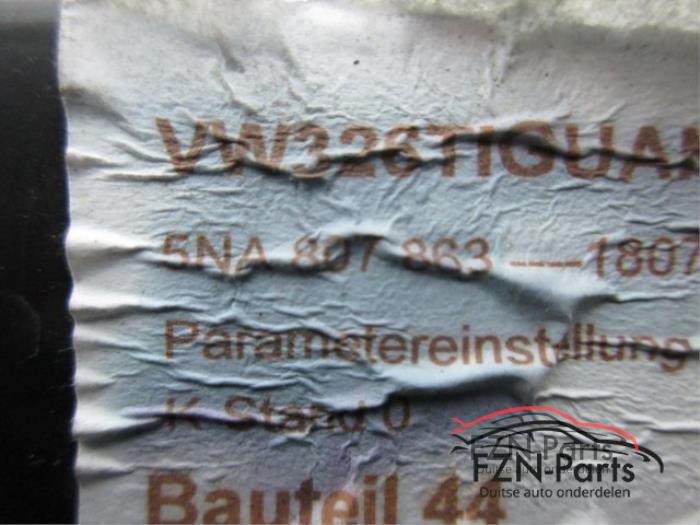 VW326TIGUAN
5NA 807 863 ----1807
Parametereinstellung
K-Stand 0
Bauteil 44
FZN Parts
Duitse auto onderdelen